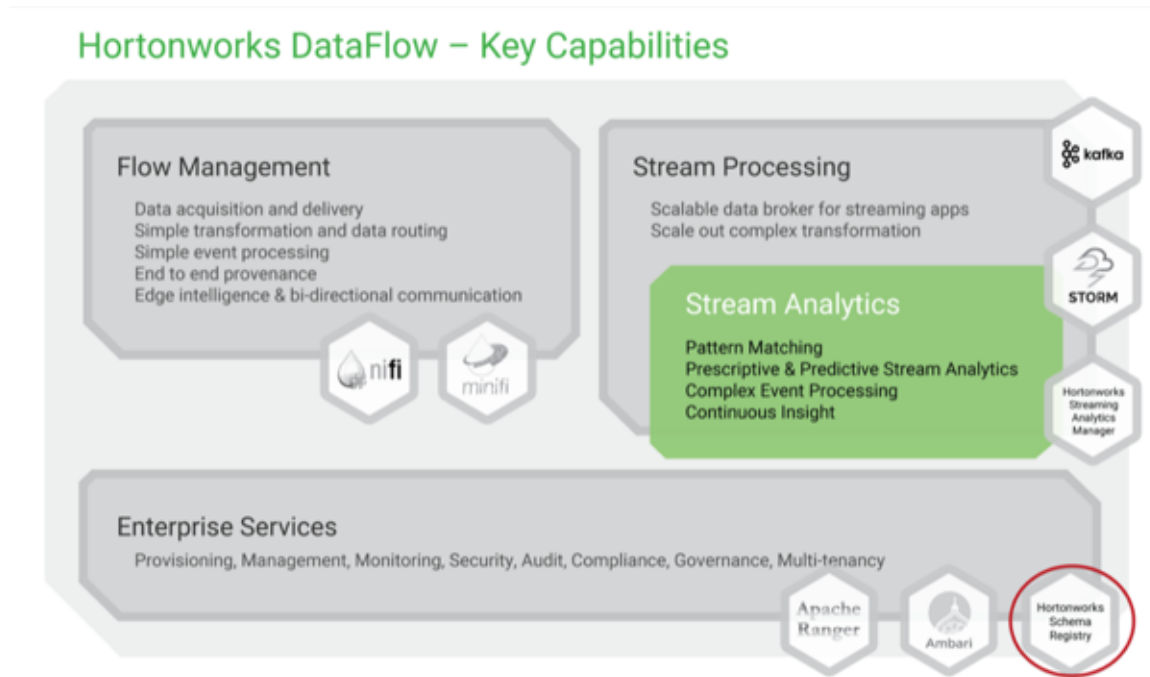 Hortonworks DataFlow – Key Capabilities
Flow Management
Data acquisition and delivery
Simple transformation and data routing
Simple event processing
End to end provenance
Edge intelligence & bi-directional communication
nifi
minifi
Stream Processing
Scalable data broker for streaming apps
Scale out complex transformation
kafka
STORM
Stream Analytics
Pattern Matching
Prescriptive & Predictive Stream Analytics
Complex Event Processing
Continuous Insight
Hortonworks
Streaming
Analytics
Manager
Enterprise Services
Provisioning, Management, Monitoring, Security, Audit, Compliance, Governance, Multi-tenancy
Apache
Ranger
Ambari
Hortonworks
Schema
Registry